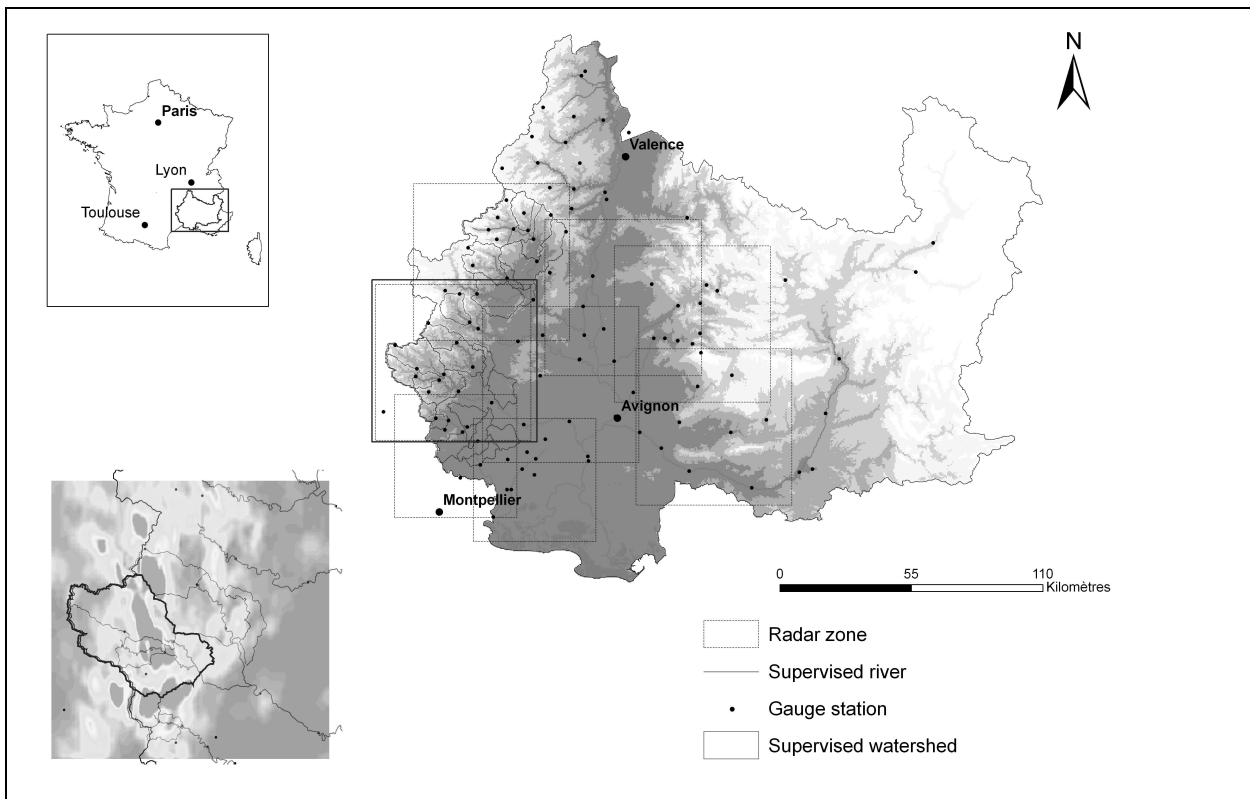 Paris
Lyon
Toulouse
N
Valence
Avignon
Montpellier
0 55 110
Kilomètres
Radar zone
Supervised river
Gauge station
Supervised watershed